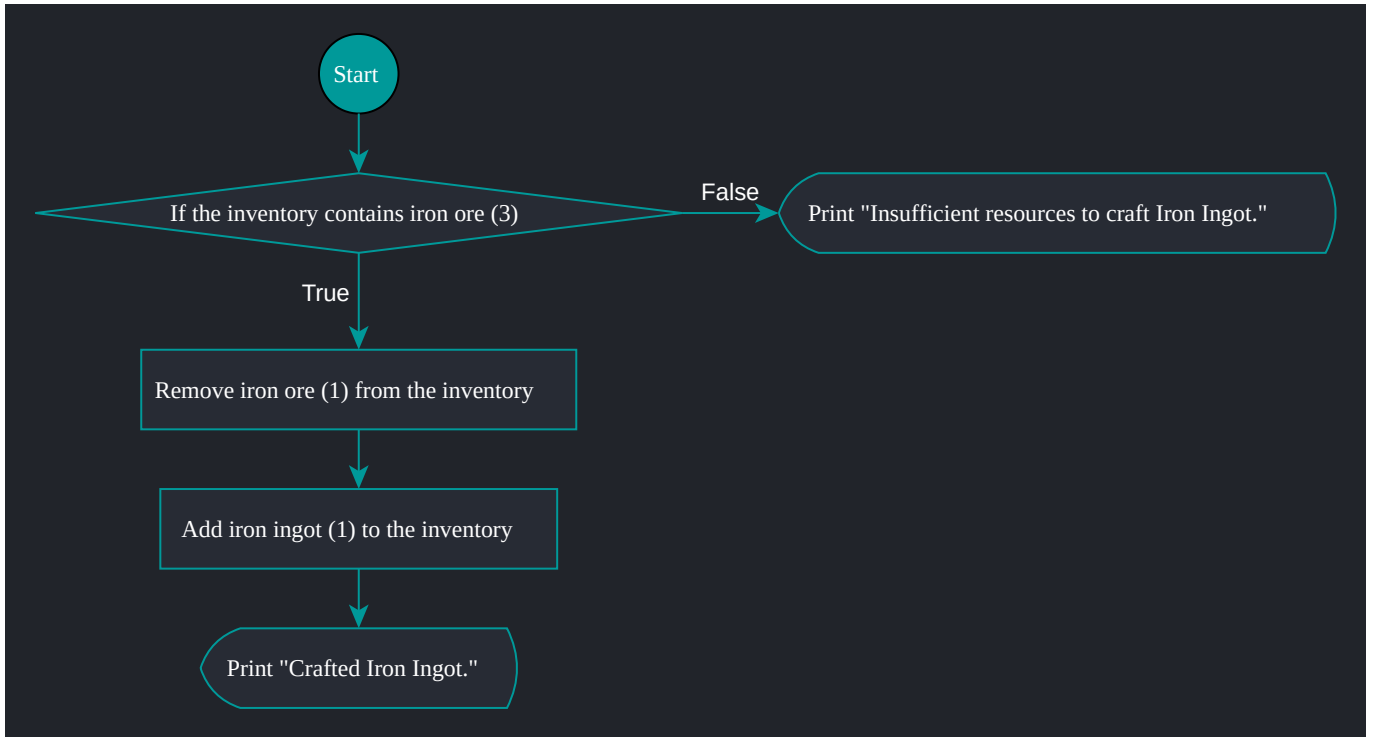 Start
If the inventory contains iron ore (3)
False
Print "Insufficient resources to craft Iron Ingot."
True
Remove iron ore (1) from the inventory
Add iron ingot (1) to the inventory
Print "Crafted Iron Ingot."